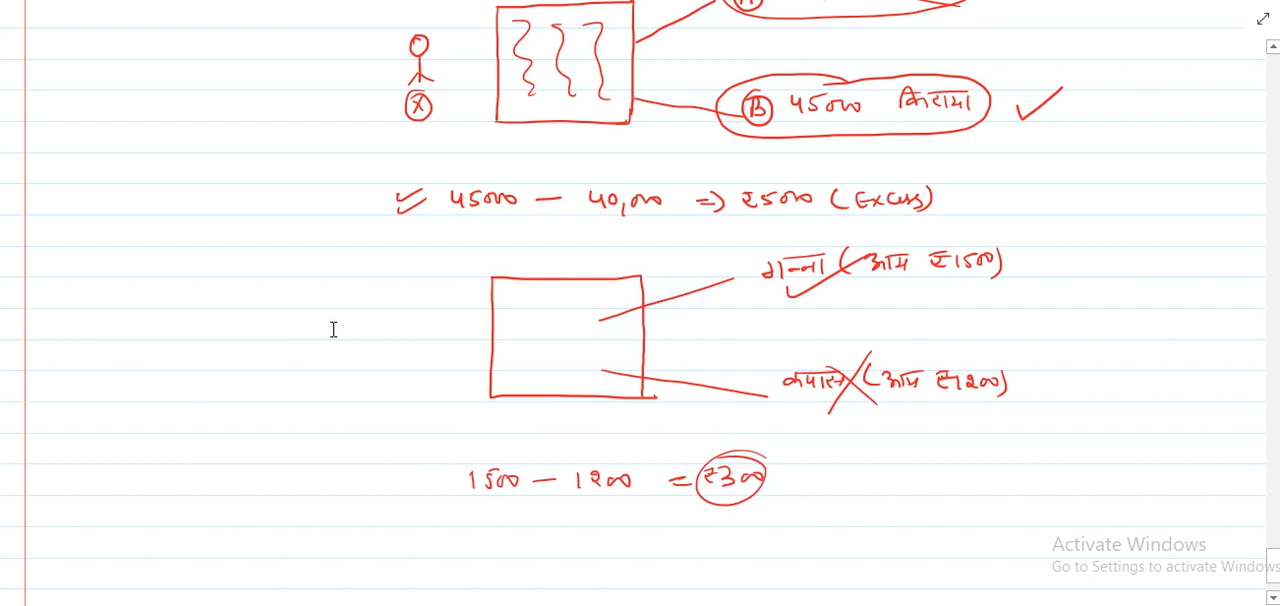 B 45000 किराया
45000 — 40,000 => ₹5000 (Excess)
गन्ना (आय ₹1500)
कपास (आय ₹1200)
1500 — 1200 = ₹300
Activate Windows
Go to Settings to activate Windows